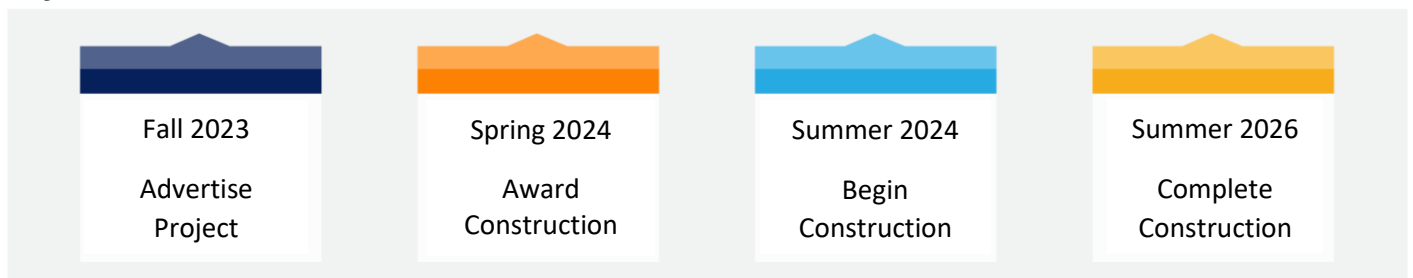 Fall 2023
Advertise
Project
Spring 2024
Award
Construction
Summer 2024
Begin
Construction
Summer 2026
Complete
Construction